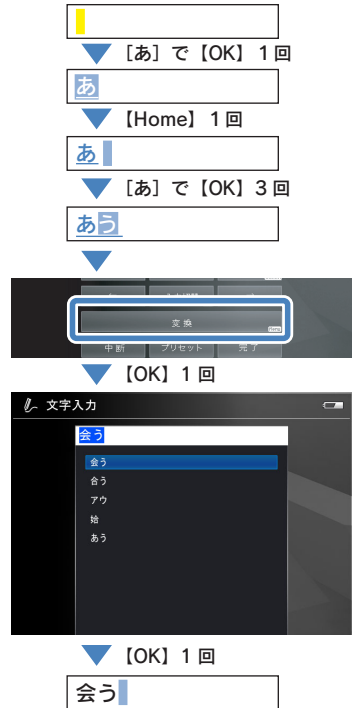 ［あ］で【OK】1回
あ
【Home】1回
あ
［あ］で【OK】3回
あう
変換
中断 プリセット 完了
【OK】1回
文字入力
会う
会う
合う
アウ
始
あう
【OK】1回
会う